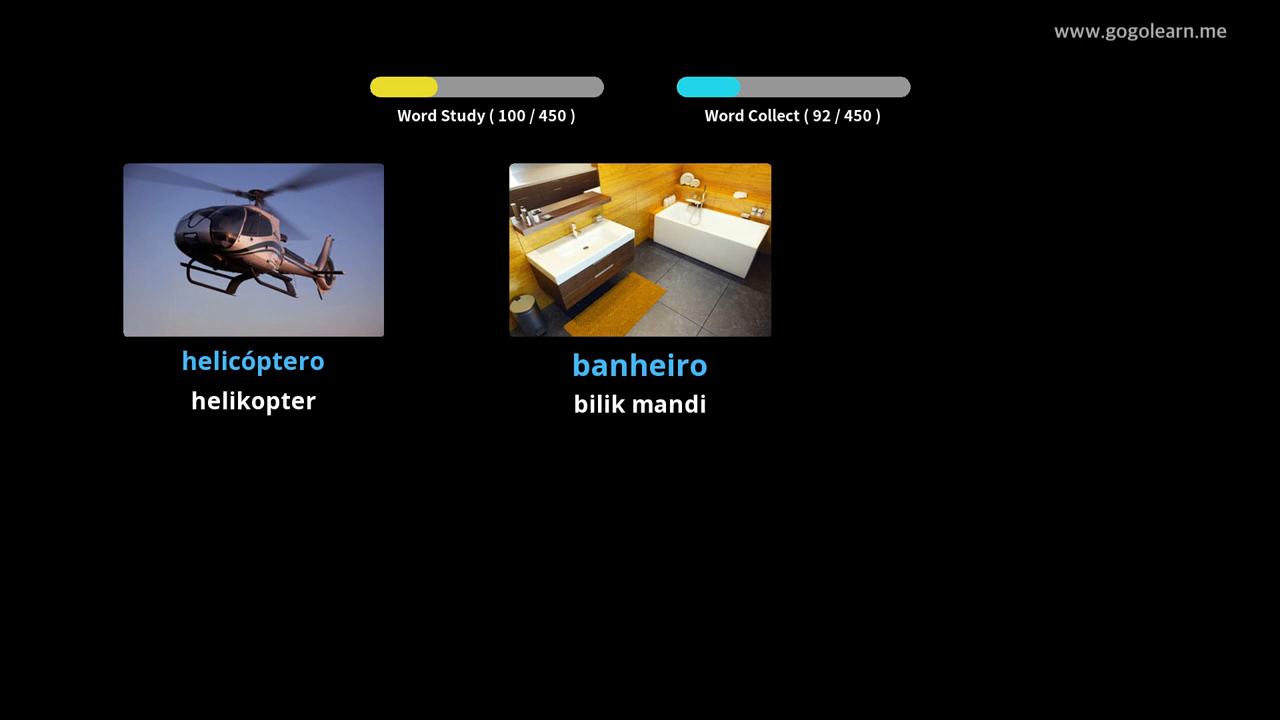 www.gogolearn.me
Word Study ( 100 / 450 )
Word Collect ( 92 / 450 )
helicóptero
helikopter
banheiro
bilik mandi